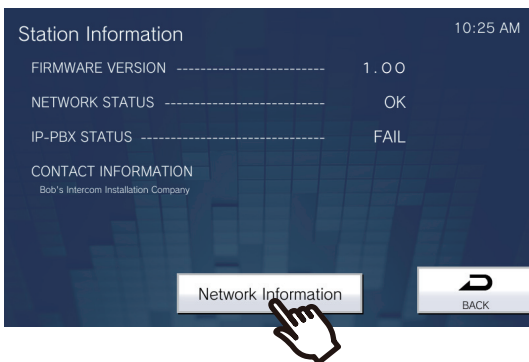 Station Information
10:25 AM
FIRMWARE VERSION ----------------------- 1.00
NETWORK STATUS ------------------------- OK
IP-PBX STATUS ---------------------------- FAIL
CONTACT INFORMATION
Bob's Intercom Installation Company
Network Information
BACK